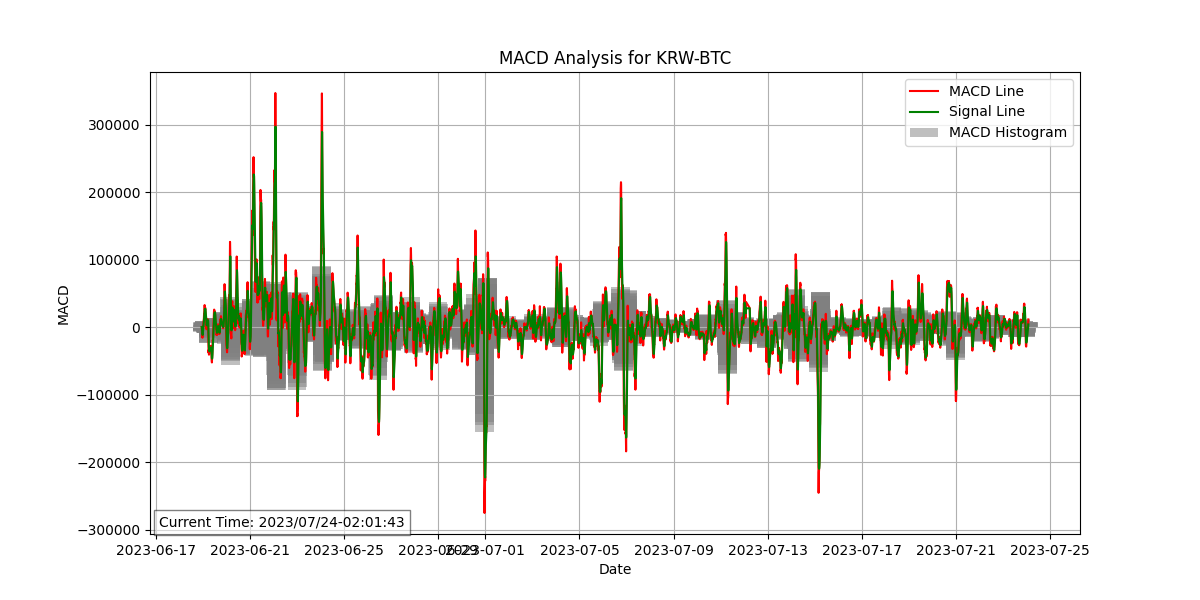 MACD Analysis for KRW-BTC
MACD Line
Signal Line
MACD Histogram
MACD
300000
200000
100000
0
−100000
−200000
−300000
Current Time: 2023/07/24-02:01:43
2023-06-17 2023-06-21 2023-06-25 2023-06-29 2023-07-01 2023-07-05 2023-07-09 2023-07-13 2023-07-17 2023-07-21 2023-07-25
Date